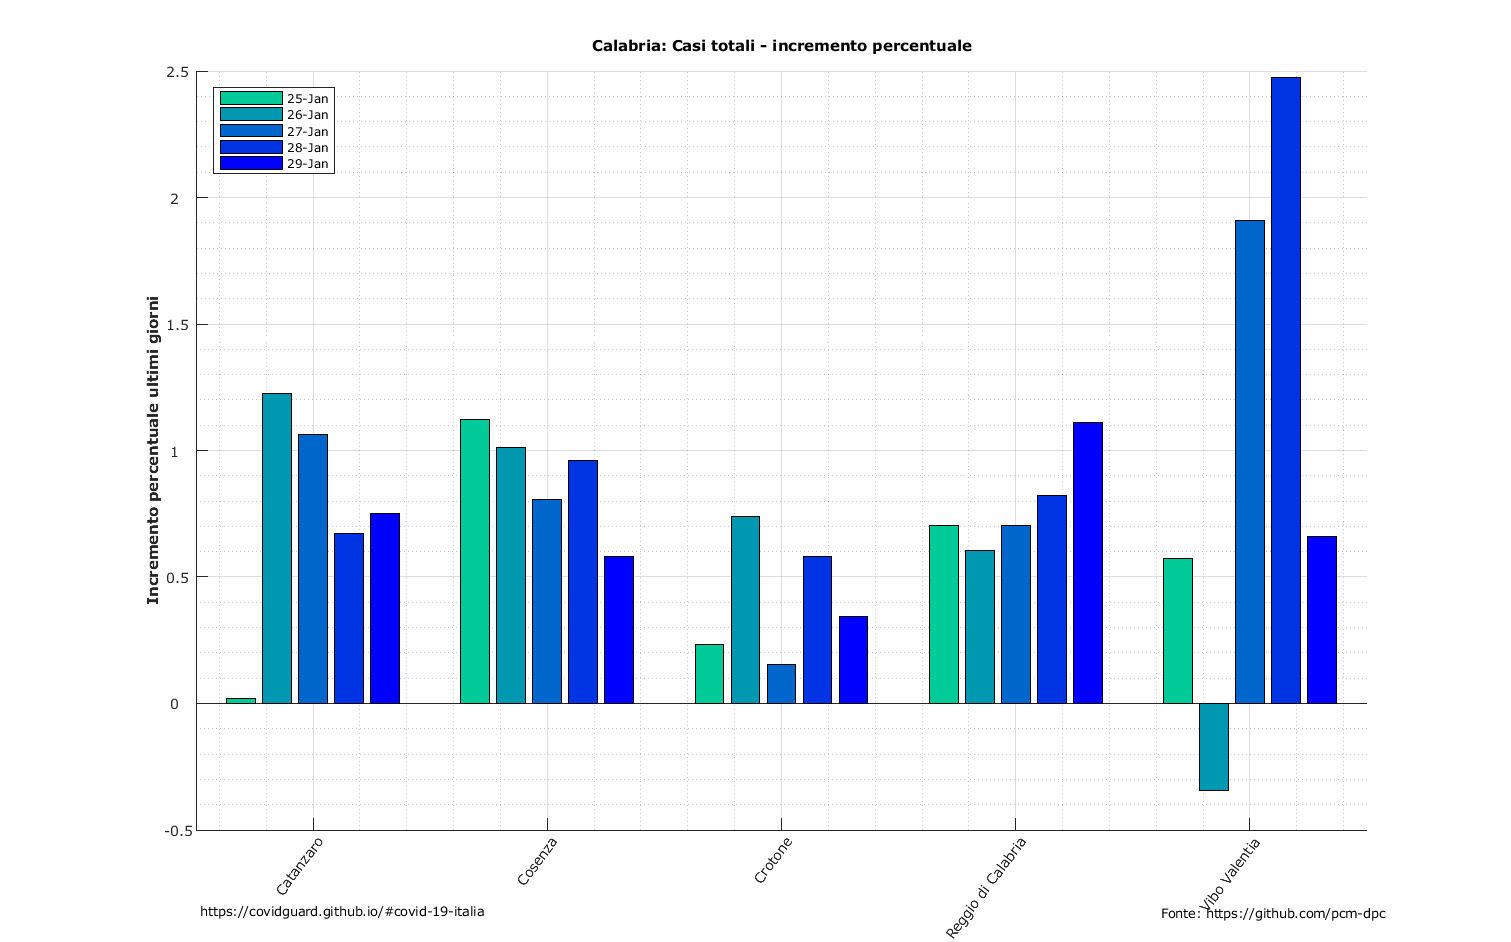 Calabria: Casi totali - incremento percentuale
Incremento percentuale ultimi giorni
2.5
2
1.5
1
0.5
0
-0.5
25-Jan
26-Jan
27-Jan
28-Jan
29-Jan
Catanzaro
Cosenza
Crotone
Reggio di Calabria
Vibo Valentia
https://covidguard.github.io/#covid-19-italia
Fonte: https://github.com/pcm-dpc